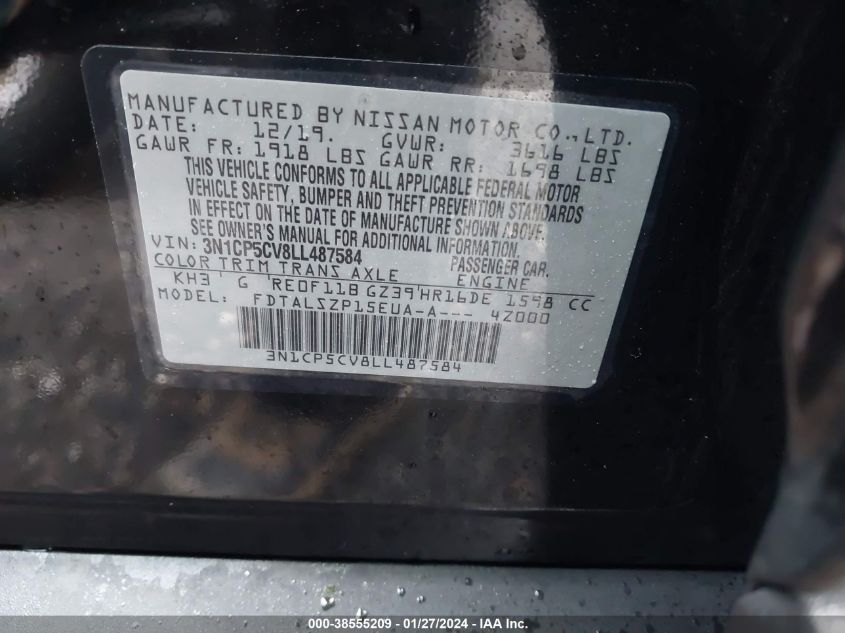 MANUFACTURED BY NISSAN MOTOR CO., LTD.
DATE: 12/19. GVWR: 3616 LBS
GAWR FR: 1918 LBS GAWR RR: 1698 LBS
THIS VEHICLE CONFORMS TO ALL APPLICABLE FEDERAL MOTOR
VEHICLE SAFETY, BUMPER AND THEFT PREVENTION STANDARDS
IN EFFECT ON THE DATE OF MANUFACTURE SHOWN ABOVE.
SEE OWNER'S MANUAL FOR ADDITIONAL INFORMATION.
VIN: 3N1CP5CV8LL487584 PASSENGER CAR.
COLOR TRIM TRANS AXLE ENGINE
KH3 G RE0F11B GZ39 HR16DE 1598 CC
MODEL: FDTALSZP15EUA-A--- 42000
3N1CP5CV8LL487584
000-38555209 - 01/27/2024 - IAA Inc.